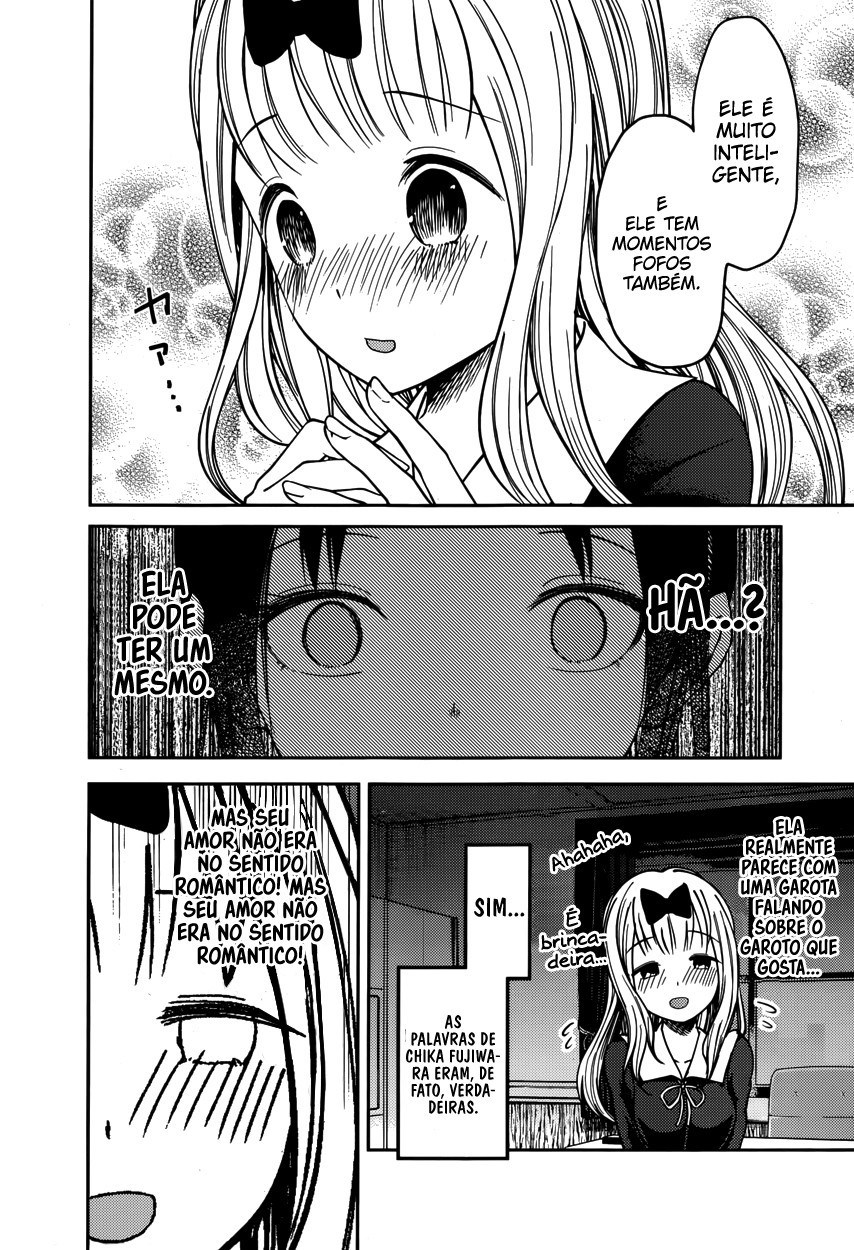 ELE É
MUITO
INTELI-
GENTE,
E
ELE TEM
MOMENTOS
FOFOS
TAMBÉM.
ヤァ…
HÃ...?
ELA
PODE
TER UM
MESMO.
ELA
REALMENTE
PARECE COM
UMA GAROTA
FALANDO
SOBRE O
GAROTO QUE
GOSTA...
Ahahaha,
É
brinca-
deira...
SIM...
AS
PALAVRAS DE
CHIKA FUJIWA-
RA ERAM, DE
FATO, VERDA-
DEIRAS.
MAS SEU
AMOR NÃO ERA
NO SENTIDO
ROMÂNTICO! MAS
SEU AMOR NÃO
ERA NO SENTIDO
ROMÂNTICO!